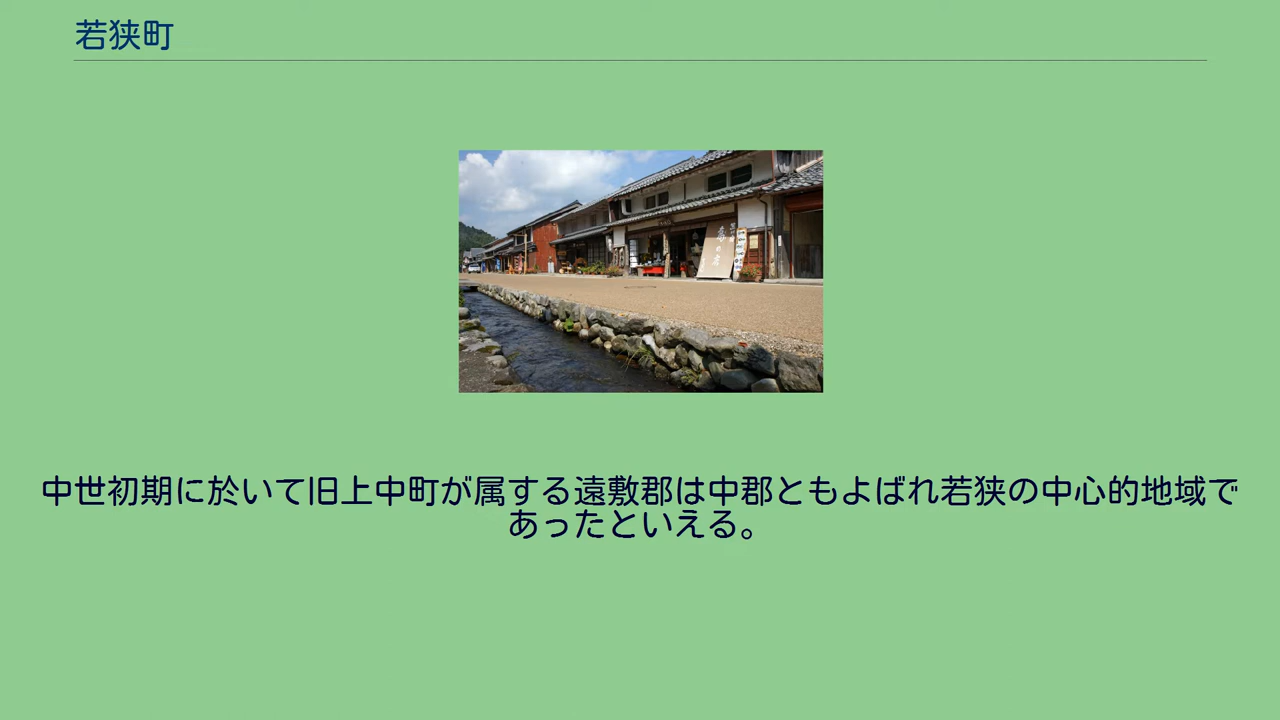 若狭町
中世初期に於いて旧上中町が属する遠敷郡は中郡ともよばれ若狭の中心的地域で
あったといえる。